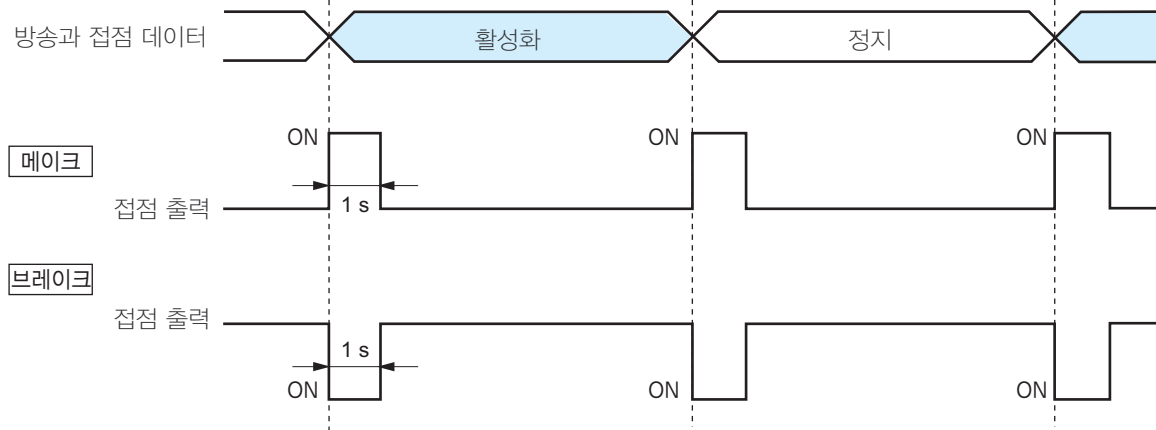 방송과 접점 데이터
활성화
정지
ON
ON
ON
메이크
1 s
접점 출력
브레이크
접점 출력
1 s
ON
ON
ON